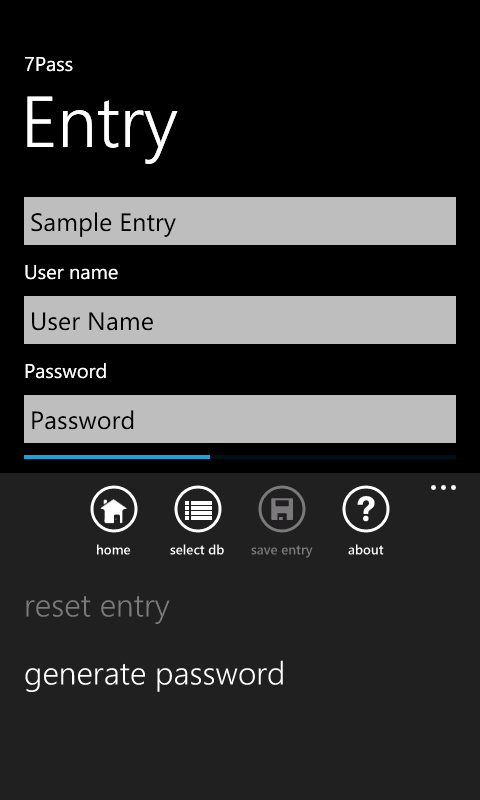 7Pass
Entry
Sample Entry
User name
User Name
Password
Password
home select db save entry about
reset entry
generate password